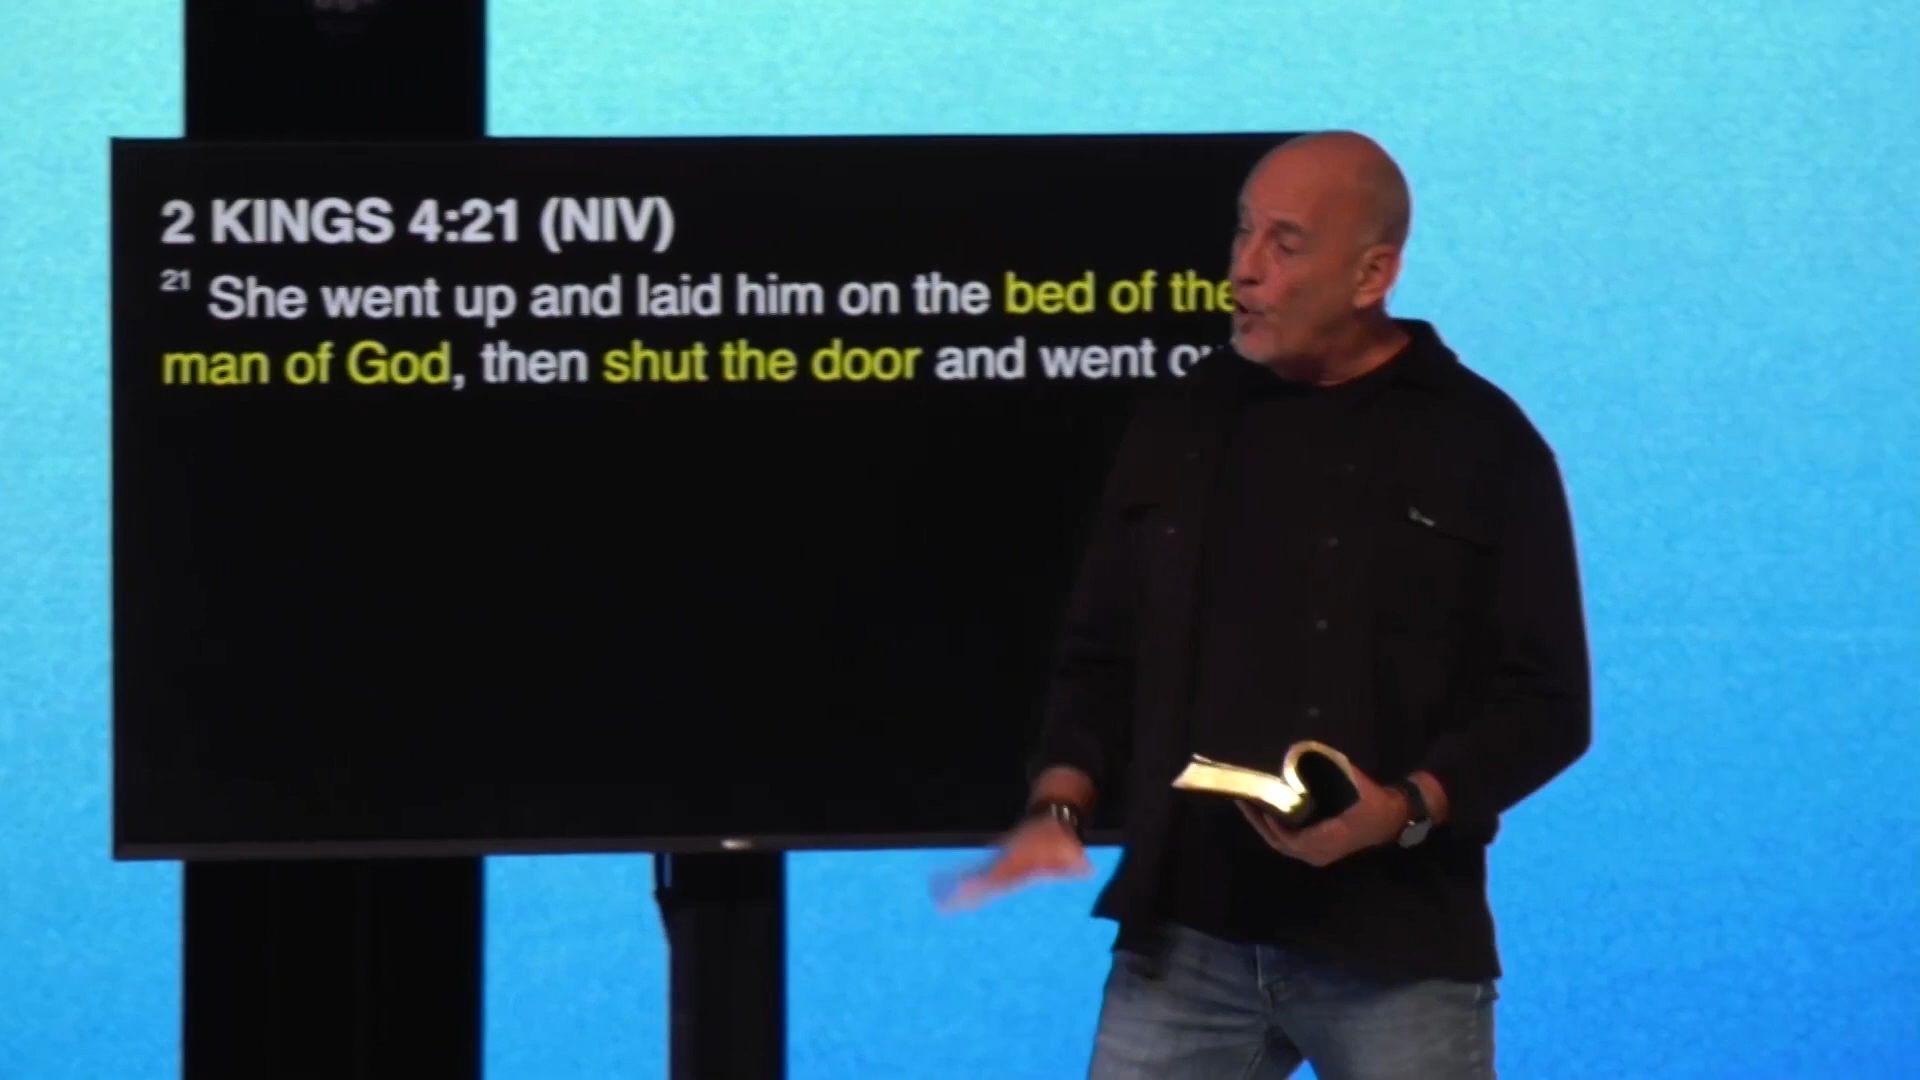 2 KINGS 4:21 (NIV)
21 She went up and laid him on the bed of the
man of God, then shut the door and went